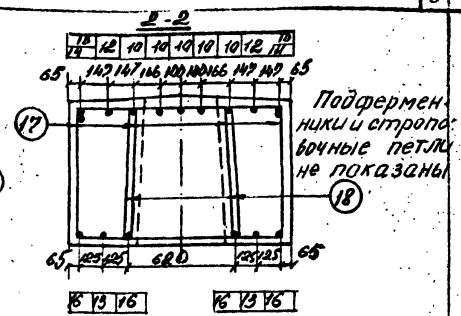 2-2
12 10 10 10 10 10 12
65 147 147 166 100 100 166 147 147 65
Подфермен-
ники и стропо-
вочные петли
не показаны
17
18
65 125 125 620 125 125 65
16 13 16 16 13 16